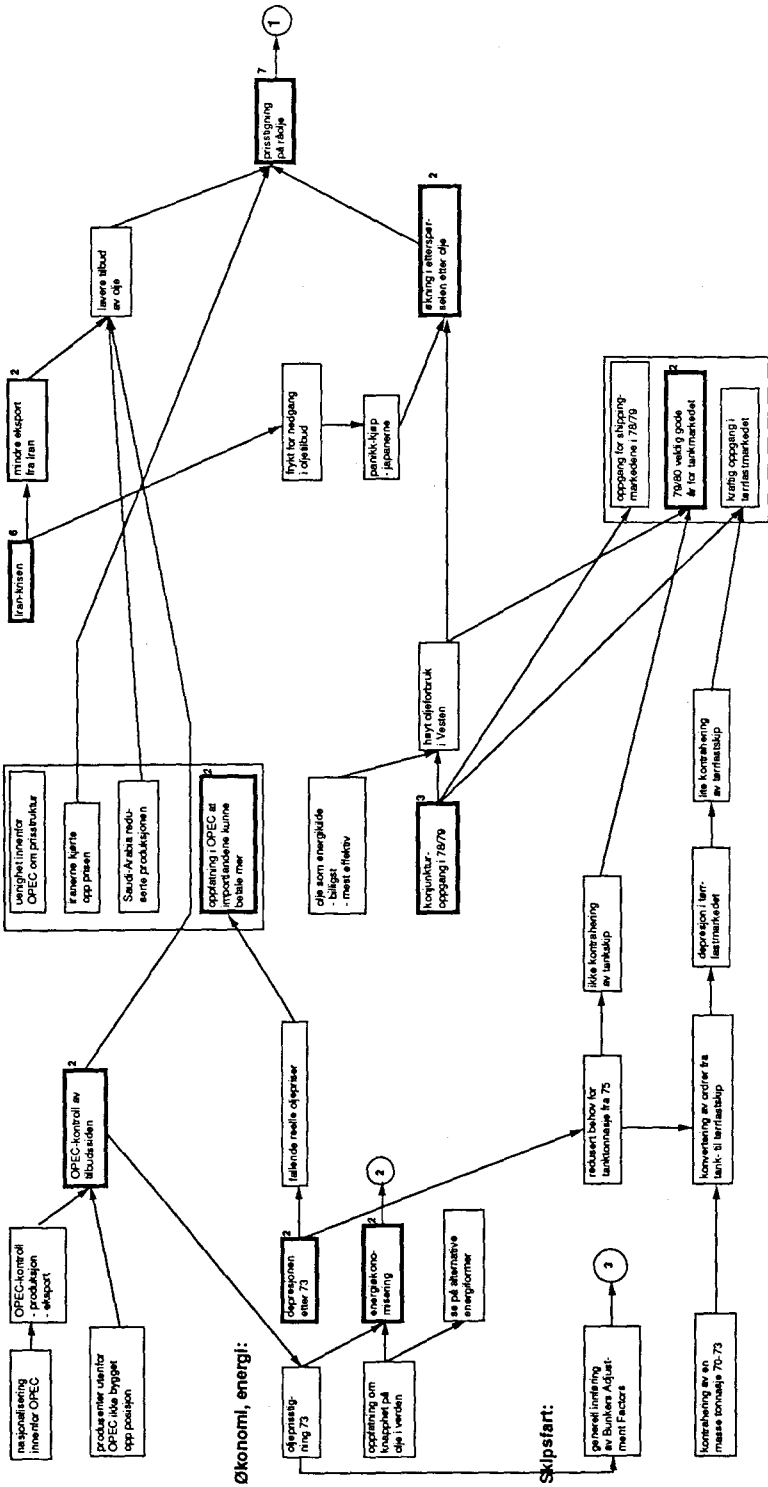 nasjonalisering
innenfor OPEC
OPEC-kontroll
- produksjon
- eksport
produsenter utenfor
OPEC ikke bygget
opp posisjon
2
OPEC-kontroll av
tilbudssiden
uenighet innenfor
OPEC om prisstruktur
iranerne kjørte
opp prisen
Saudi-Arabia redu-
serte produksjonen
2
oppfatning i OPEC at
importlandene kunne
betale mer
6
Iran-krisen
2
mindre eksport
fra Iran
lavere tilbud
av olje
7
prisstigning
på råolje
1
frykt for nedgang
i oljetilbud
panikk-kjøp
- japanerne
2
økning i etterspør-
selen etter olje
Økonomi, energi:
oljeprisstig-
ning 73
2
depresjonen
etter 73
fallende reelle oljepriser
2
energiøkono-
misering
2
oppfatning om
knapphet på
olje i verden
se på alternative
energiformer
olje som energikilde
- billigst
- mest effektiv
høyt oljeforbruk
i Vesten
3
konjunktur-
oppgang i 78/79
Skipsfart:
generell innføring
av Bunkers Adjust-
ment Factors
3
kontrahering av en
masse tonnasje 70-73
redusert behov for
tanktonnasje fra 75
konvertering av ordrer fra
tank- til tørrlastskip
ikke kontrahering
av tankskip
depresjon i tørr-
lastmarkedet
lite kontrahering
av tørrlastskip
oppgang for shipping-
markedene i 78/79
2
79/80 veldig gode
år for tankmarkedet
kraftig oppgang i
tørrlastmarkedet